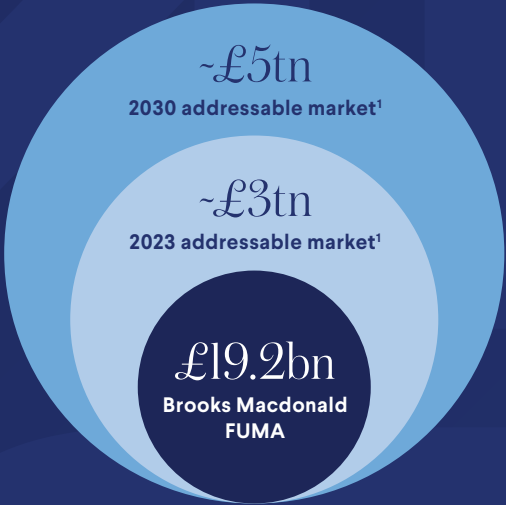 ~£5tn
2030 addressable market¹
~£3tn
2023 addressable market¹
£19.2bn
Brooks Macdonald
FUMA